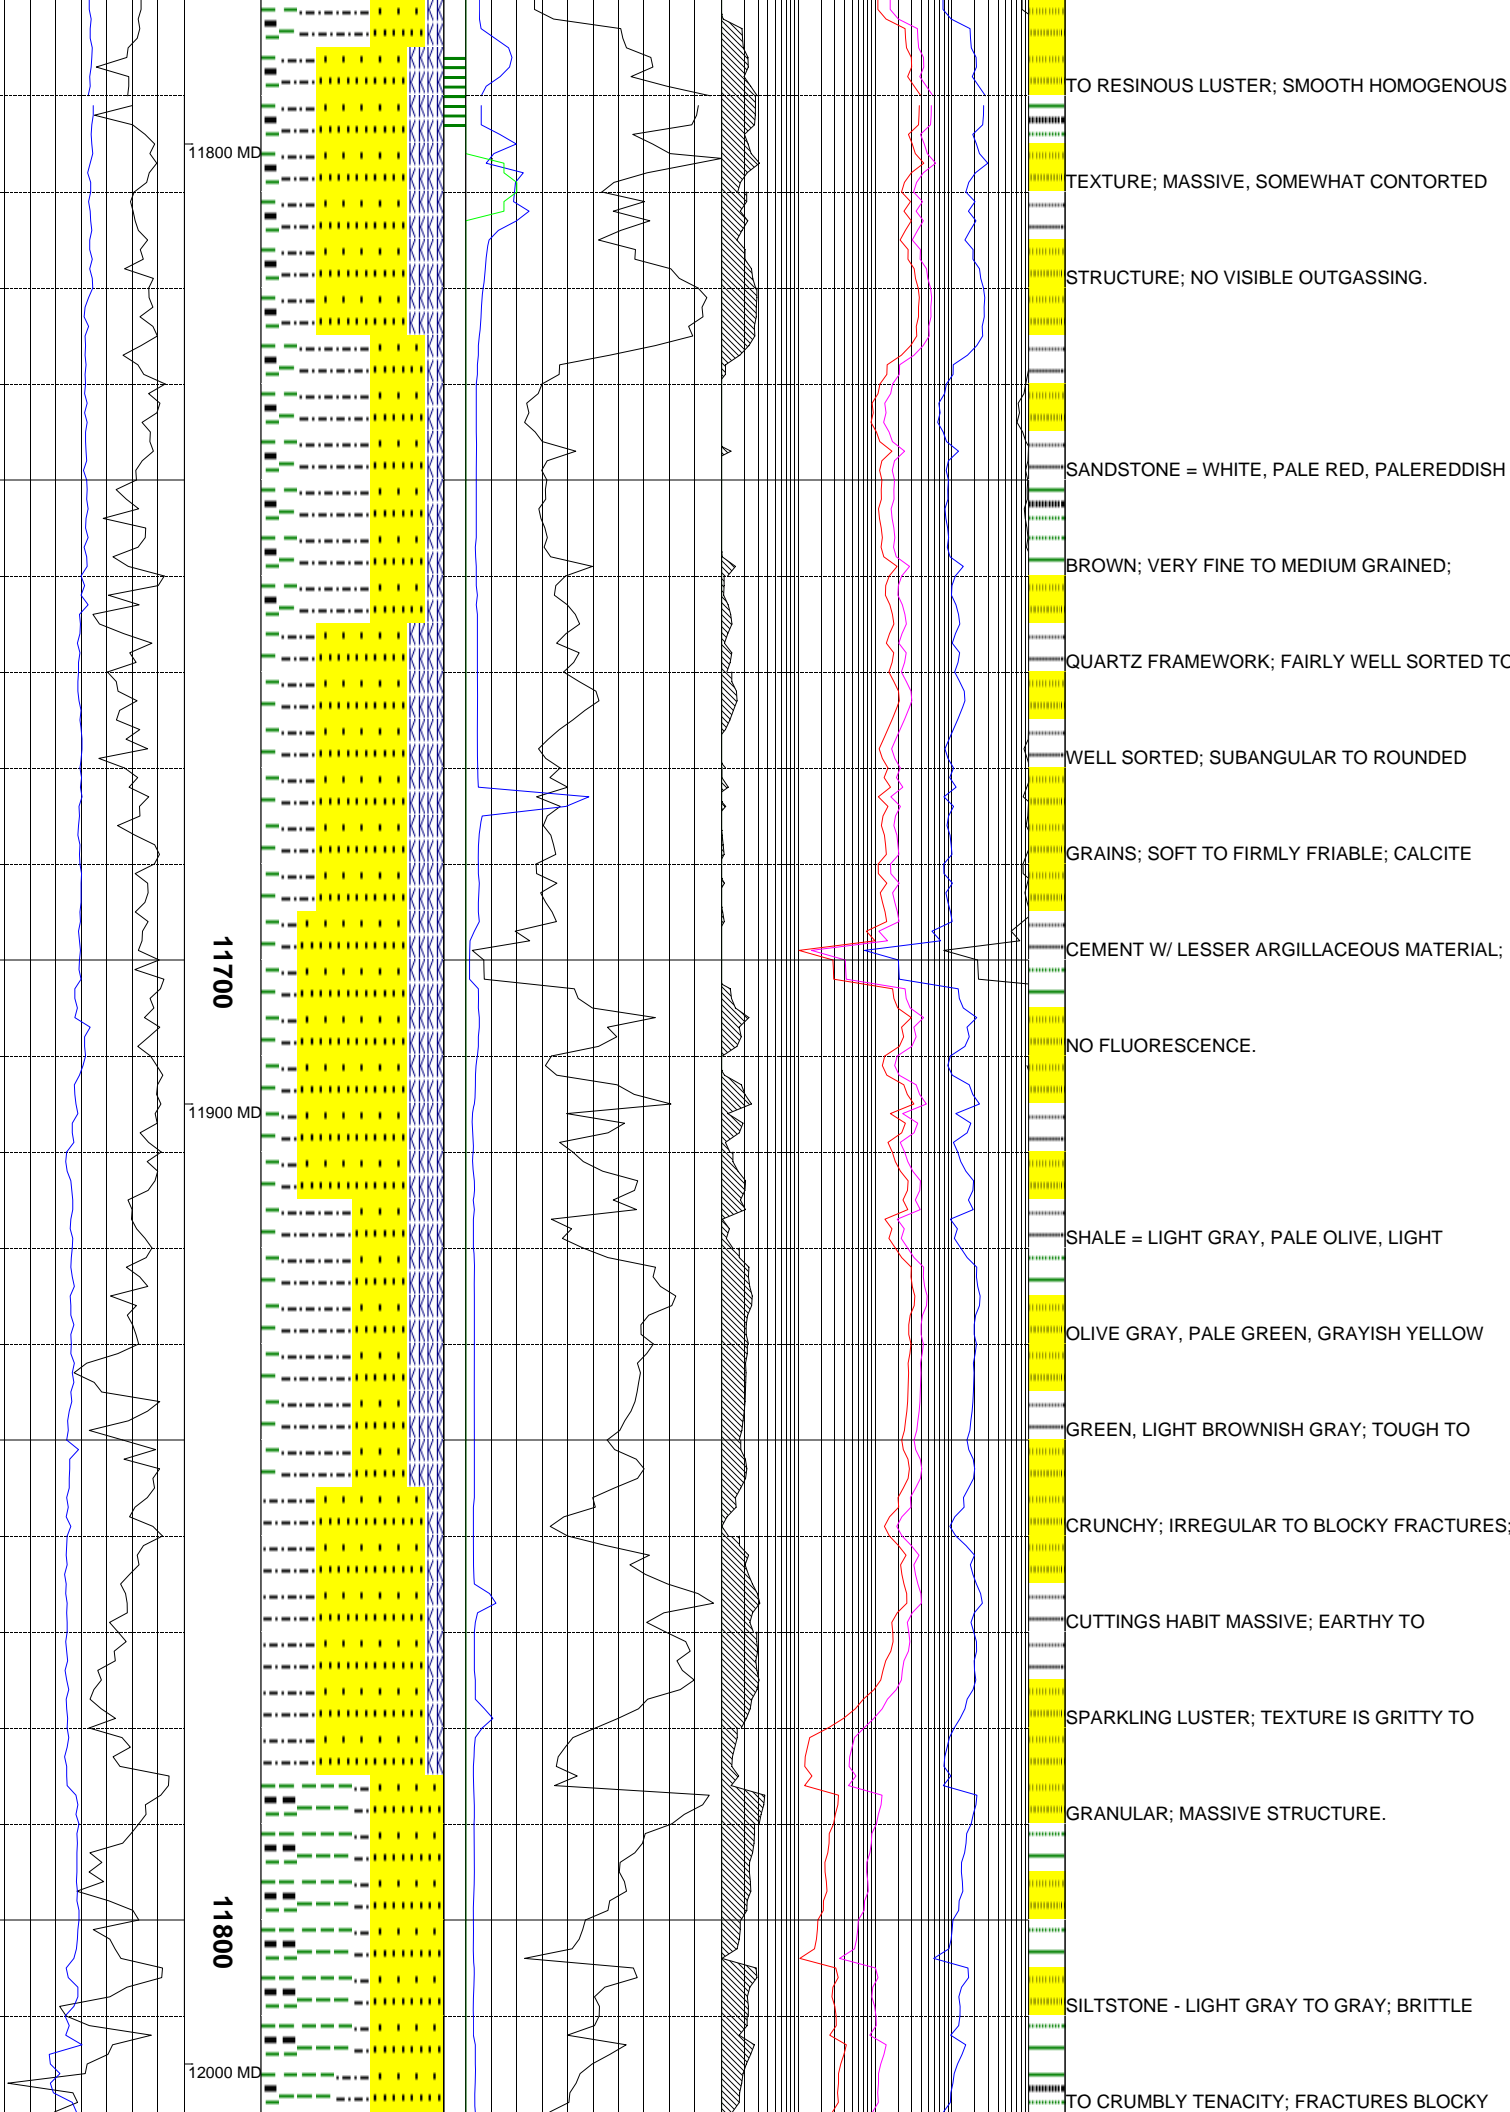 TO RESINOUS LUSTER; SMOOTH HOMOGENOUS
11800 MD
TEXTURE; MASSIVE, SOMEWHAT CONTORTED
STRUCTURE; NO VISIBLE OUTGASSING.
SANDSTONE = WHITE, PALE RED, PALEREDDISH
BROWN; VERY FINE TO MEDIUM GRAINED;
QUARTZ FRAMEWORK; FAIRLY WELL SORTED TO
WELL SORTED; SUBANGULAR TO ROUNDED
GRAINS; SOFT TO FIRMLY FRIABLE; CALCITE
CEMENT W/ LESSER ARGILLACEOUS MATERIAL;
11700
NO FLUORESCENCE.
11900 MD
SHALE = LIGHT GRAY, PALE OLIVE, LIGHT
OLIVE GRAY, PALE GREEN, GRAYISH YELLOW
GREEN, LIGHT BROWNISH GRAY; TOUGH TO
CRUNCHY; IRREGULAR TO BLOCKY FRACTURES;
CUTTINGS HABIT MASSIVE; EARTHY TO
SPARKLING LUSTER; TEXTURE IS GRITTY TO
GRANULAR; MASSIVE STRUCTURE.
11800
SILTSTONE - LIGHT GRAY TO GRAY; BRITTLE
12000 MD
TO CRUMBLY TENACITY; FRACTURES BLOCKY